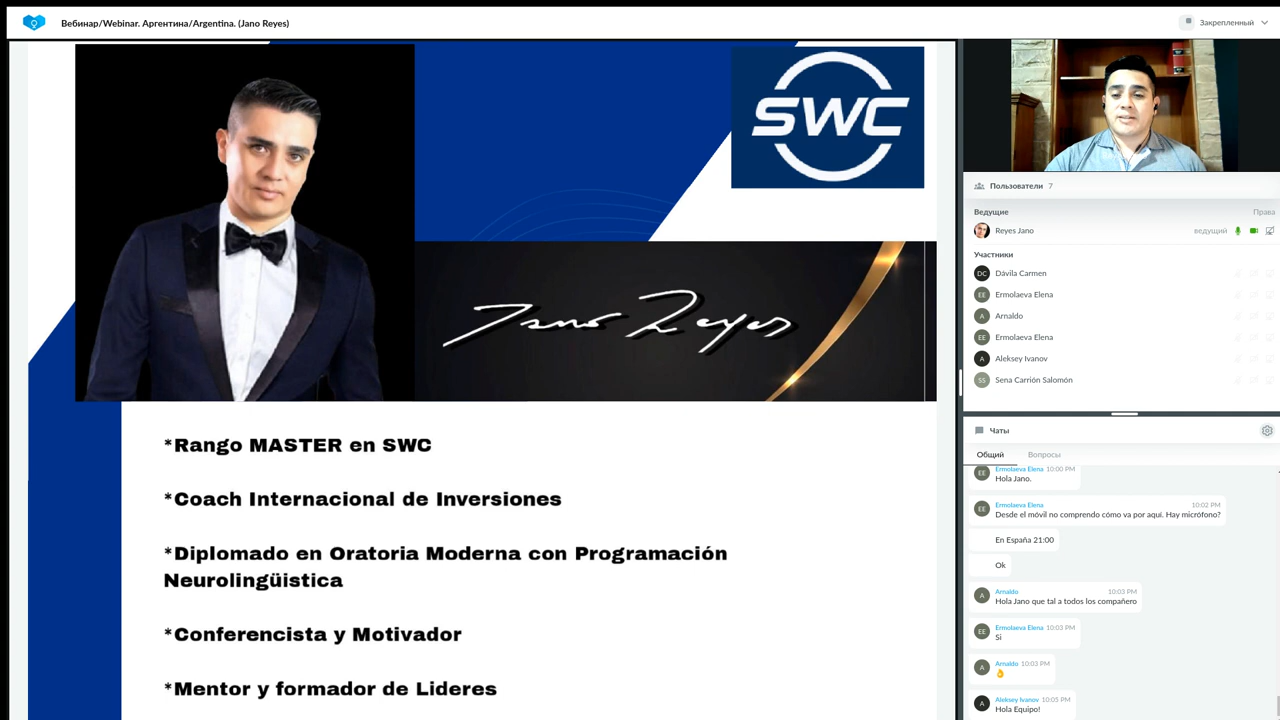 Вебинар/Webinar. Аргентина/Argentina. (Jano Reyes)
Закрепленный
SWC
Jano Reyes
*Rango MASTER en SWC
*Coach Internacional de Inversiones
*Diplomado en Oratoria Moderna con Programación
Neurolingüistica
*Conferencista y Motivador
*Mentor y formador de Lideres
Пользователи 7
Ведущие Права
Reyes Jano ведущий
Участники
DC Dávila Carmen
EE Ermolaeva Elena
A Arnaldo
EE Ermolaeva Elena
A Aleksey Ivanov
SS Sena Carrión Salomón
Чаты
Общий Вопросы
EE Ermolaeva Elena 10:00 PM
Hola Jano.
EE Ermolaeva Elena 10:02 PM
Desde el móvil no comprendo cómo va por aquí. Hay micrófono?
En España 21:00
Ok
A Arnaldo 10:03 PM
Hola Jano que tal a todos los compañero
EE Ermolaeva Elena 10:03 PM
Sí
A Arnaldo 10:03 PM
👌
A Aleksey Ivanov 10:05 PM
Hola Equipo!